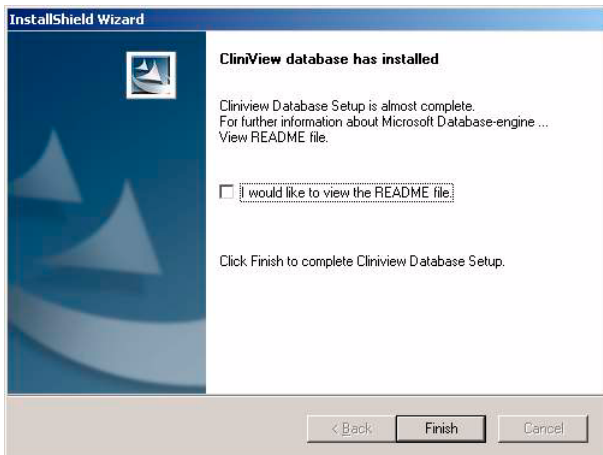 InstallShield Wizard
CliniView database has installed
Cliniview Database Setup is almost complete.
For further information about Microsoft Database-engine ...
View README file.
I would like to view the README file.
Click Finish to complete Cliniview Database Setup.
< Back
Finish
Cancel